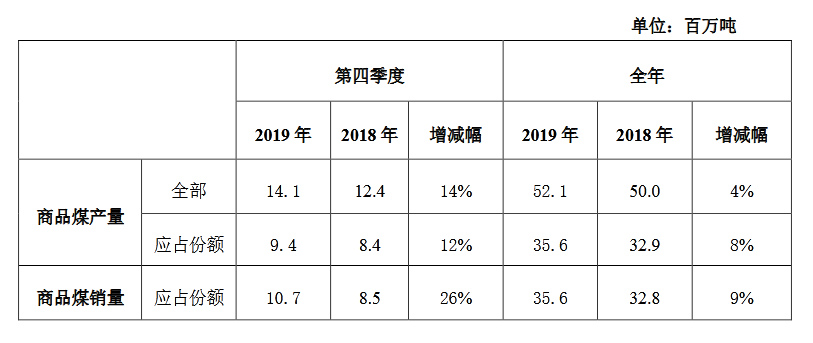 单位：百万吨
第四季度 全年
2019 年 2018 年 增减幅 2019 年 2018 年 增减幅
商品煤产量 全部 14.1 12.4 14% 52.1 50.0 4%
应占份额 9.4 8.4 12% 35.6 32.9 8%
商品煤销量 应占份额 10.7 8.5 26% 35.6 32.8 9%